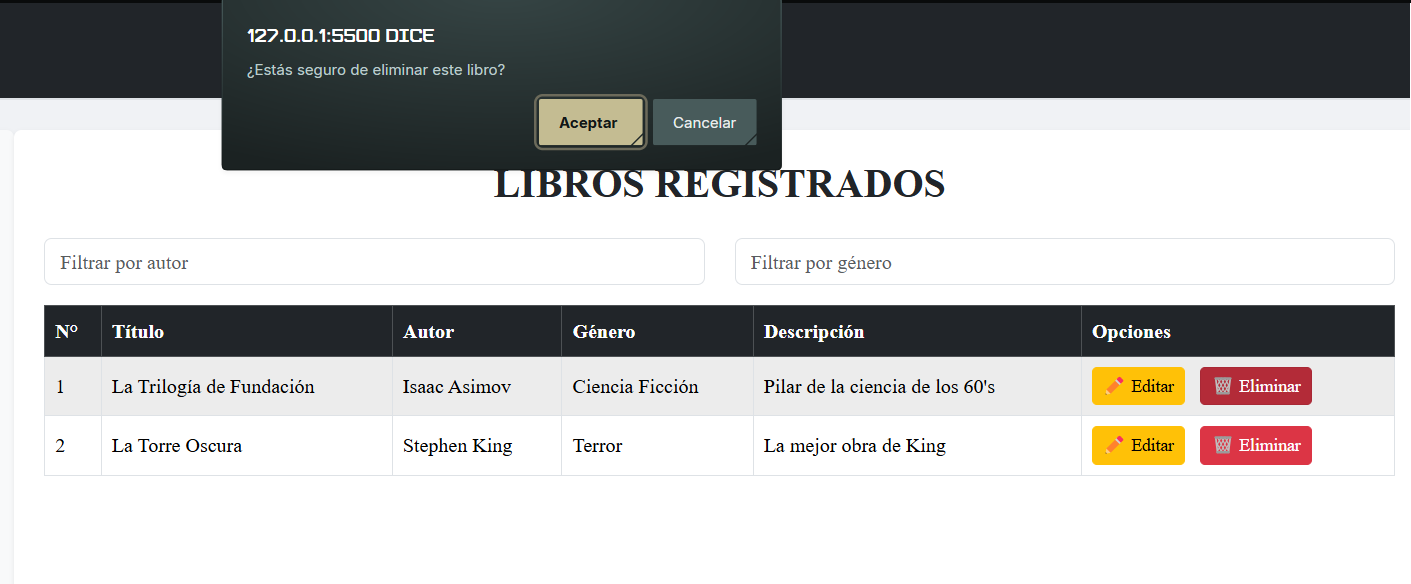 127.0.0.1:5500 DICE
¿Estás seguro de eliminar este libro?
Aceptar Cancelar
LIBROS REGISTRADOS
Filtrar por autor Filtrar por género
N° Título Autor Género Descripción Opciones
1 La Trilogía de Fundación Isaac Asimov Ciencia Ficción Pilar de la ciencia de los 60's Editar Eliminar
2 La Torre Oscura Stephen King Terror La mejor obra de King Editar Eliminar